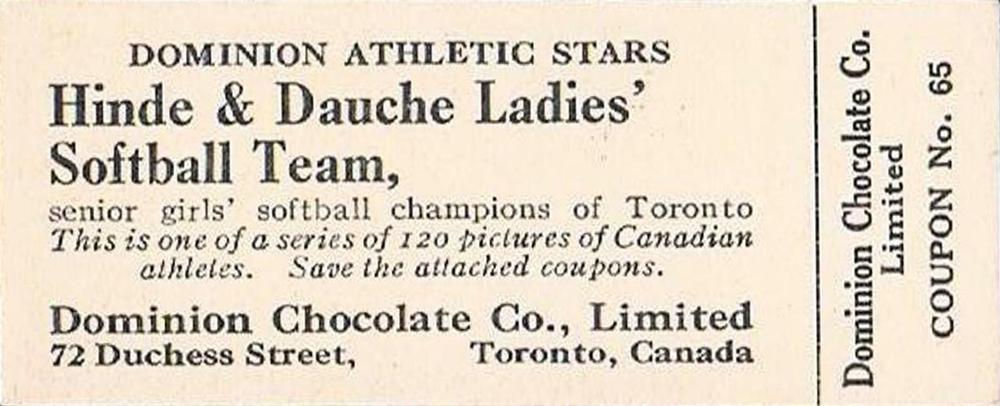 DOMINION ATHLETIC STARS
Hinde & Dauche Ladies'
Softball Team,
senior girls' softball champions of Toronto
This is one of a series of 120 pictures of Canadian
athletes. Save the attached coupons.
Dominion Chocolate Co., Limited
72 Duchess Street, Toronto, Canada
Dominion Chocolate Co.
Limited
COUPON No. 65